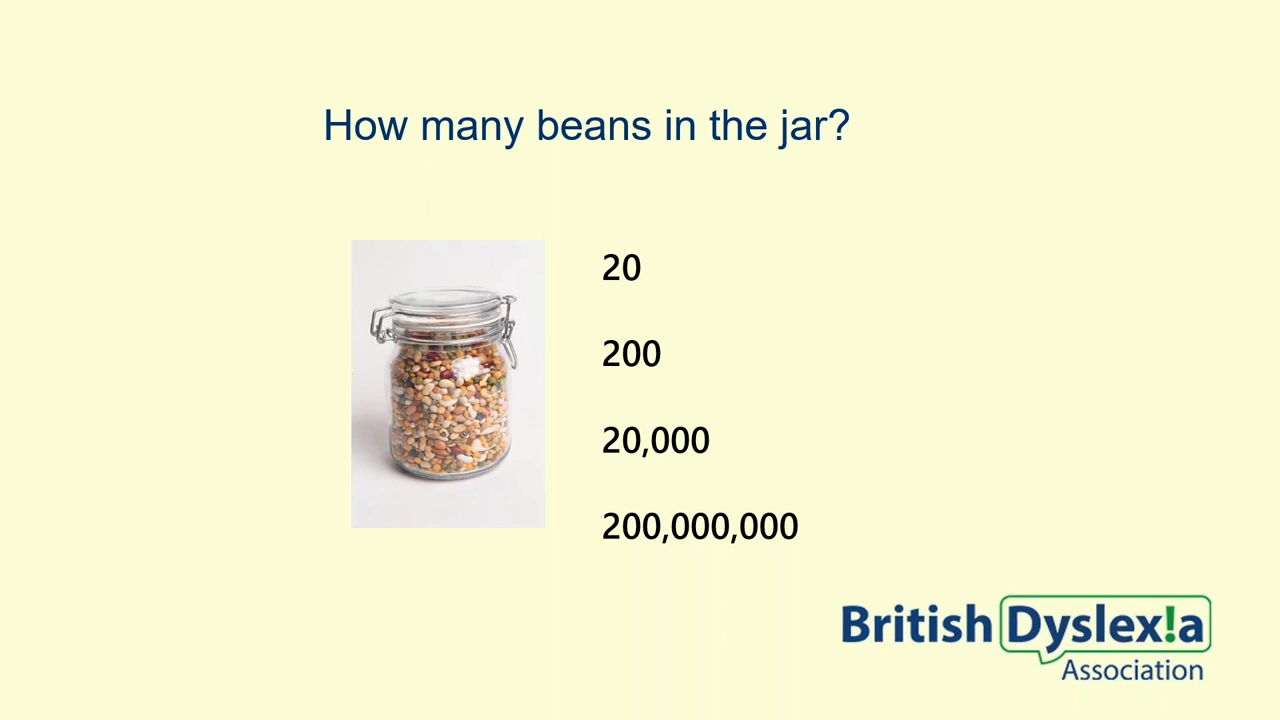 How many beans in the jar?
20
200
20,000
200,000,000
British Dyslex!a
Association